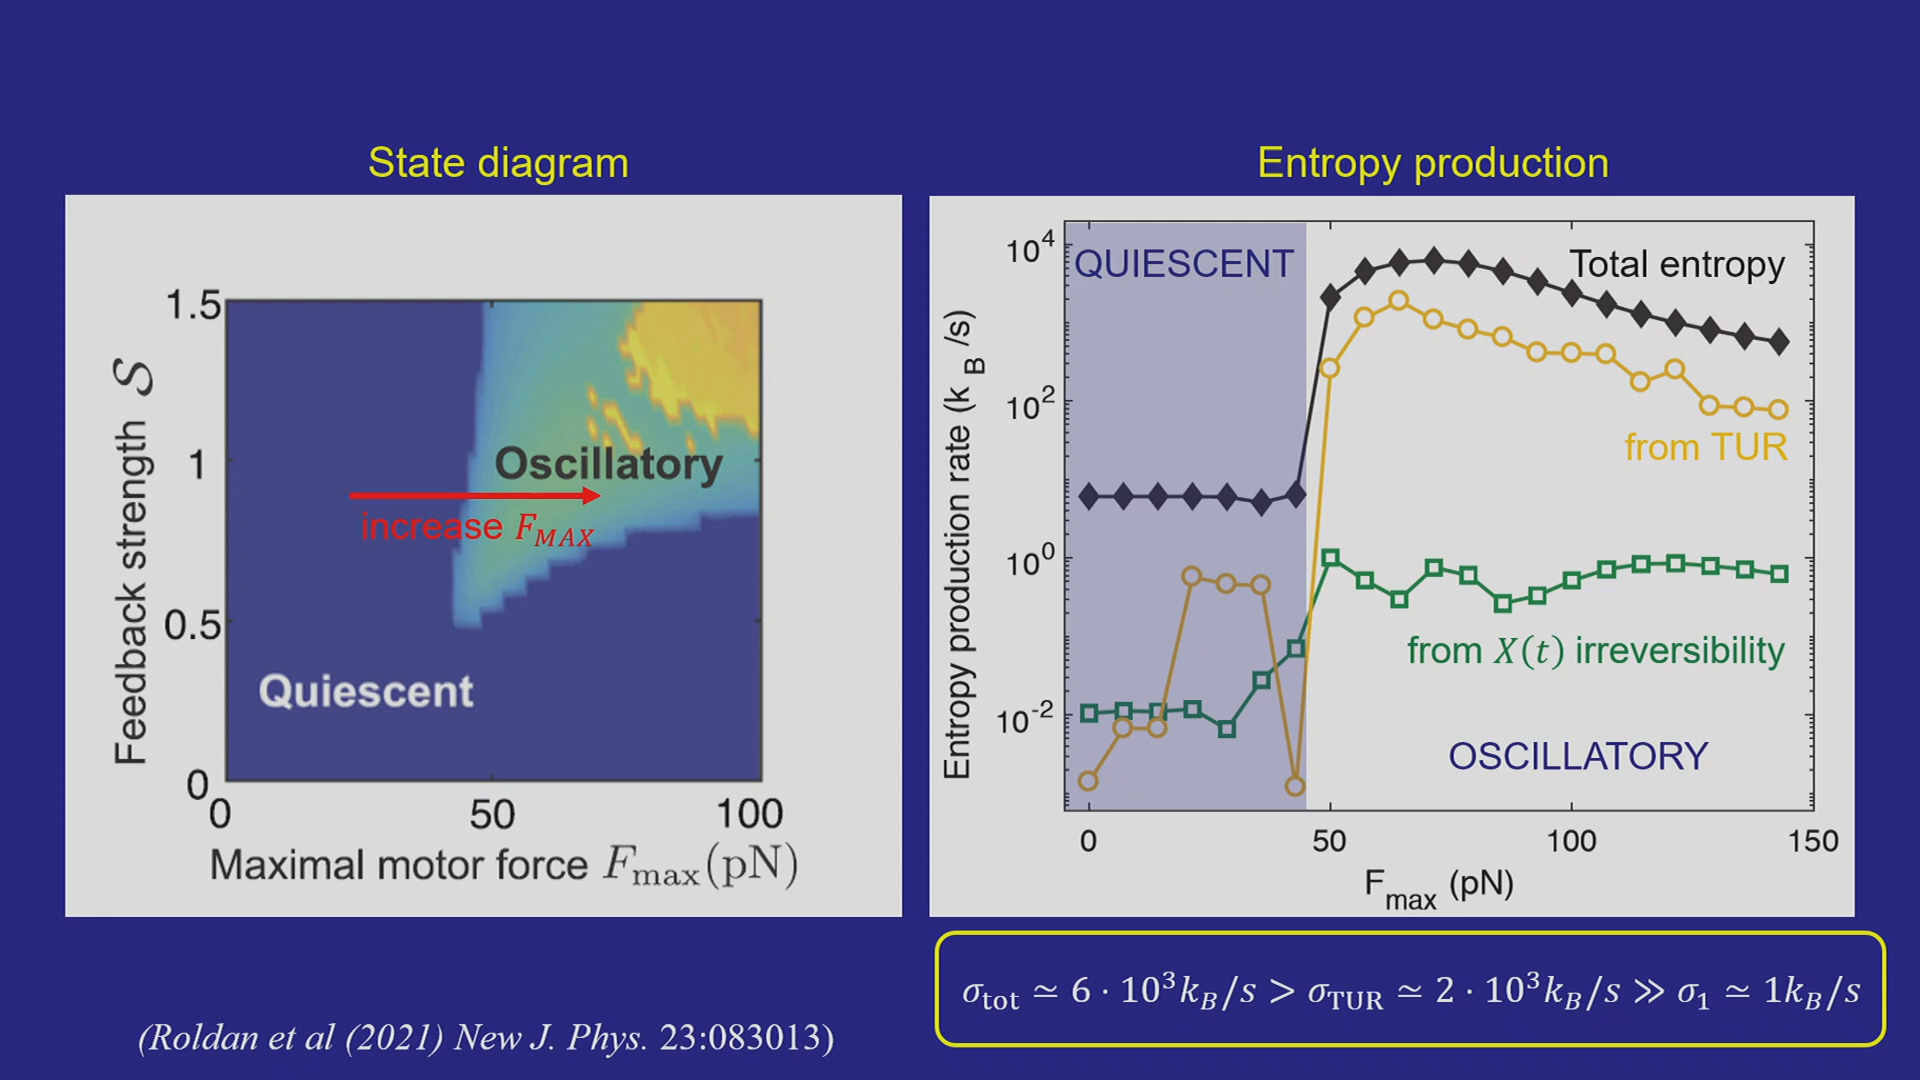 State diagram
Entropy production
1.5
1
0.5
0
0
50
100
Feedback strength 𝒮
Oscillatory
increase F_MAX
Quiescent
Maximal motor force F_max(pN)
10^4
10^2
10^0
10^-2
Entropy production rate (k_B/s)
QUIESCENT
Total entropy
from TUR
from X(t) irreversibility
OSCILLATORY
0
50
100
150
F_max (pN)
σ_tot ≃ 6 · 10^3 k_B/s > σ_TUR ≃ 2 · 10^3 k_B/s ≫ σ_1 ≃ 1k_B/s
(Roldan et al (2021) New J. Phys. 23:083013)